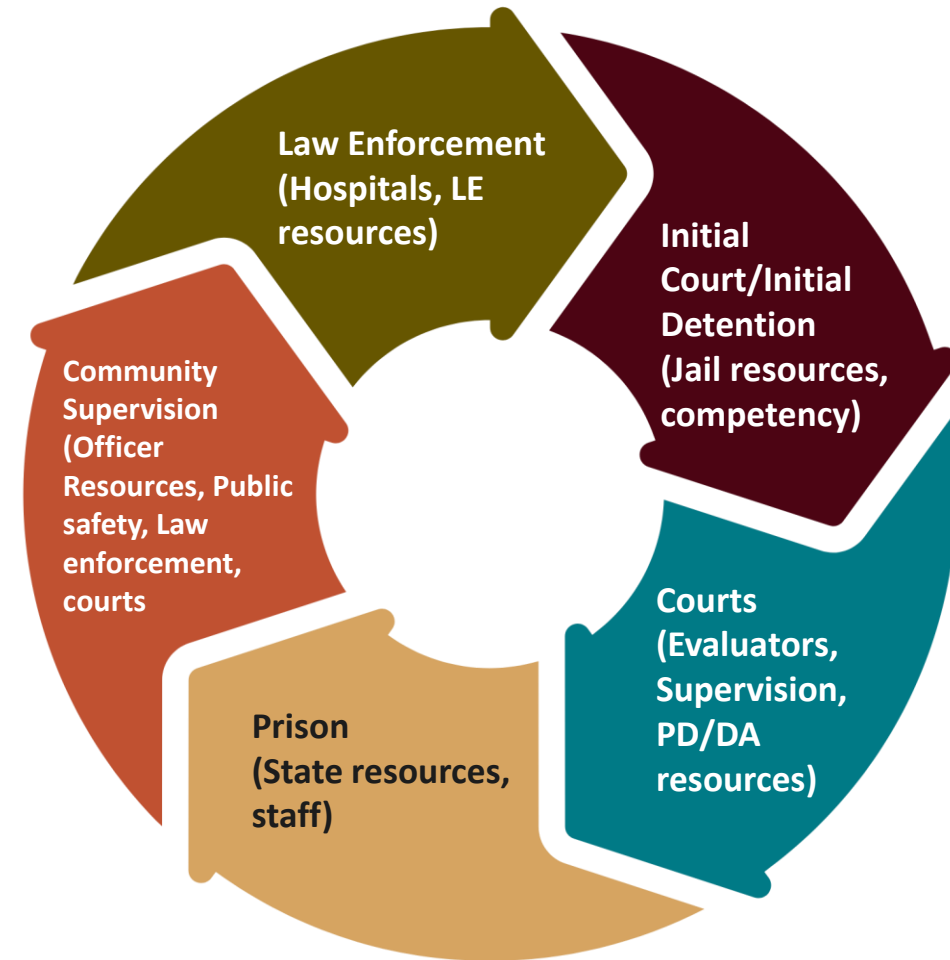 Law Enforcement
(Hospitals, LE
resources)
Initial
Court/Initial
Detention
(Jail resources,
competency)
Courts
(Evaluators,
Supervision,
PD/DA
resources)
Prison
(State resources,
staff)
Community
Supervision
(Officer
Resources, Public
safety, Law
enforcement,
courts